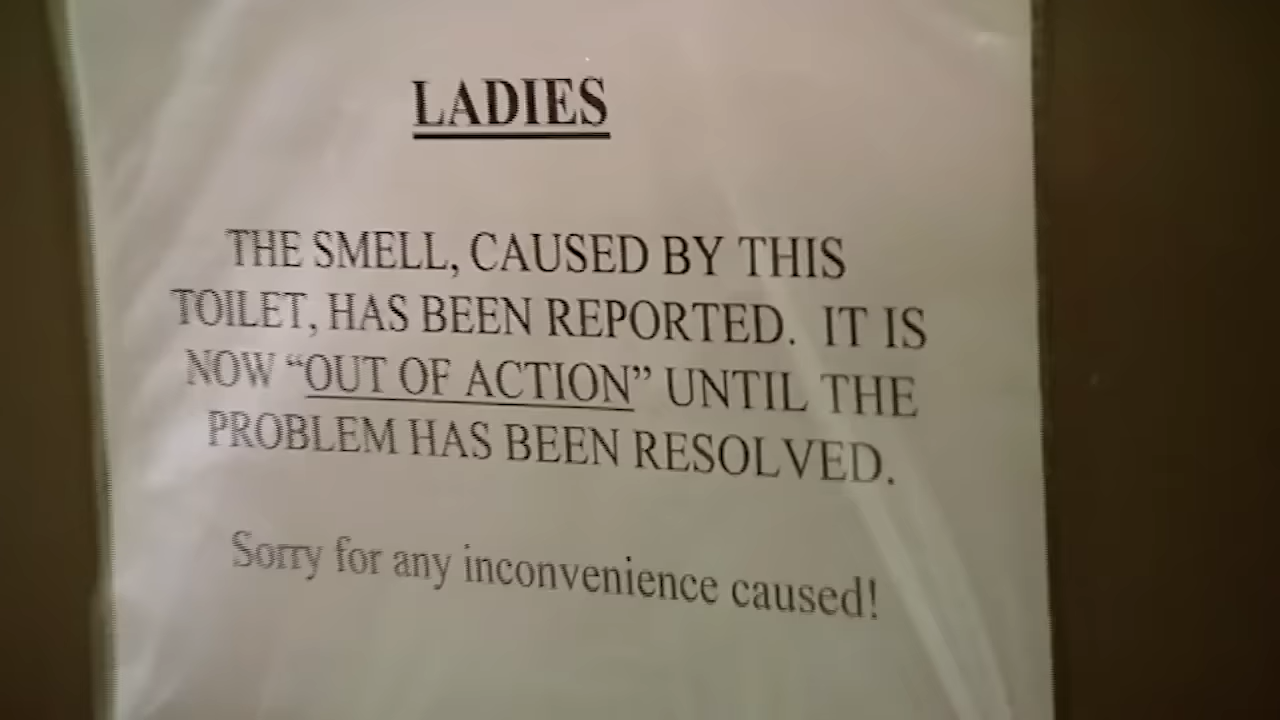 LADIES
THE SMELL, CAUSED BY THIS
TOILET, HAS BEEN REPORTED.  IT IS
NOW “OUT OF ACTION” UNTIL THE
PROBLEM HAS BEEN RESOLVED.
Sorry for any inconvenience caused!